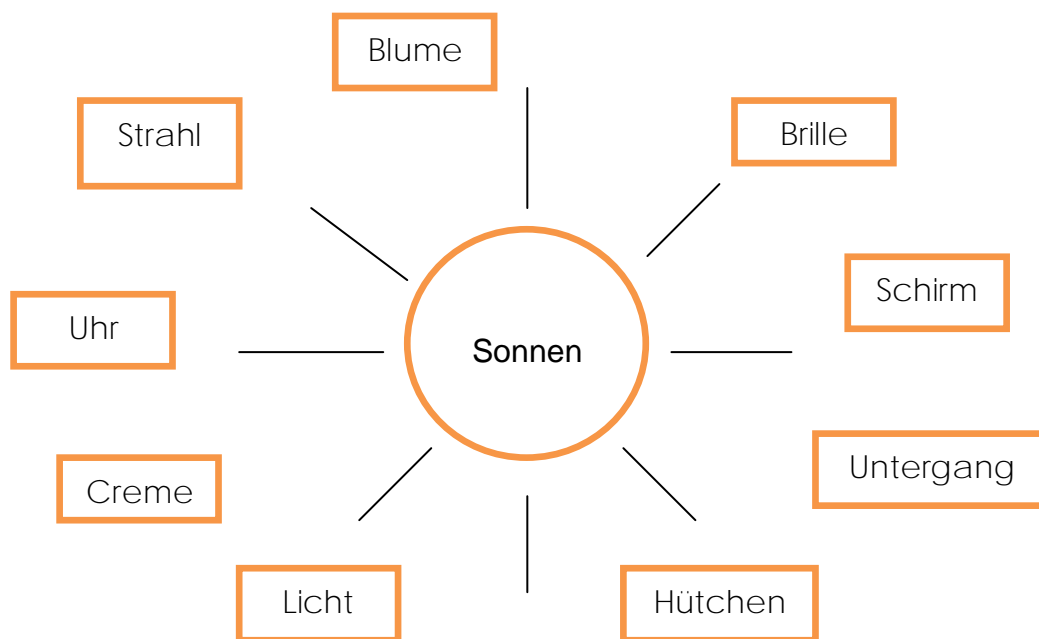 Blume
Strahl
Brille
Schirm
Uhr
Sonnen
Untergang
Creme
Licht
Hütchen